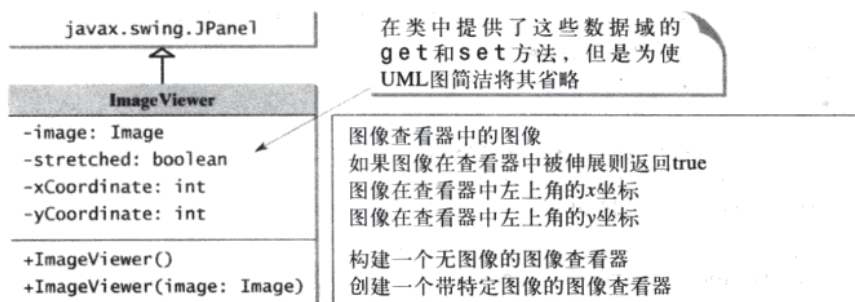 javax.swing.JPanel
在类中提供了这些数据域的
get和set方法，但是为使
UML图简洁将其省略
ImageViewer
-image: Image
-stretched: boolean
-xCoordinate: int
-yCoordinate: int
图像查看器中的图像
如果图像在查看器中被伸展则返回true
图像在查看器中左上角的x坐标
图像在查看器中左上角的y坐标
+ImageViewer()
+ImageViewer(image: Image)
构建一个无图像的图像查看器
创建一个带特定图像的图像查看器